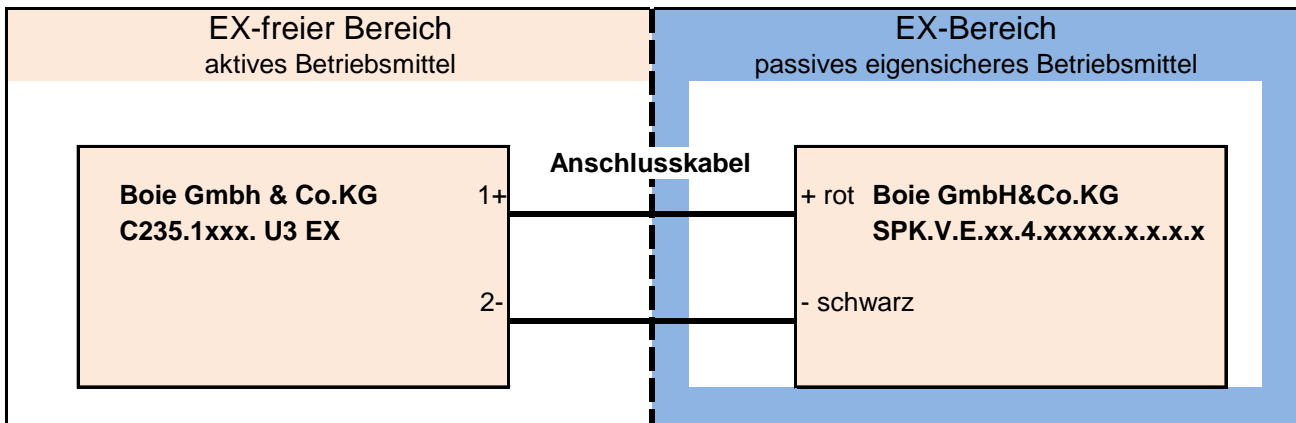 EX-freier Bereich
aktives Betriebsmittel
EX-Bereich
passives eigensicheres Betriebsmittel
Anschlusskabel
Boie Gmbh & Co.KG
C235.1xxx. U3 EX
1+
2-
+ rot
Boie GmbH&Co.KG
SPK.V.E.xx.4.xxxxx.x.x.x.x
- schwarz